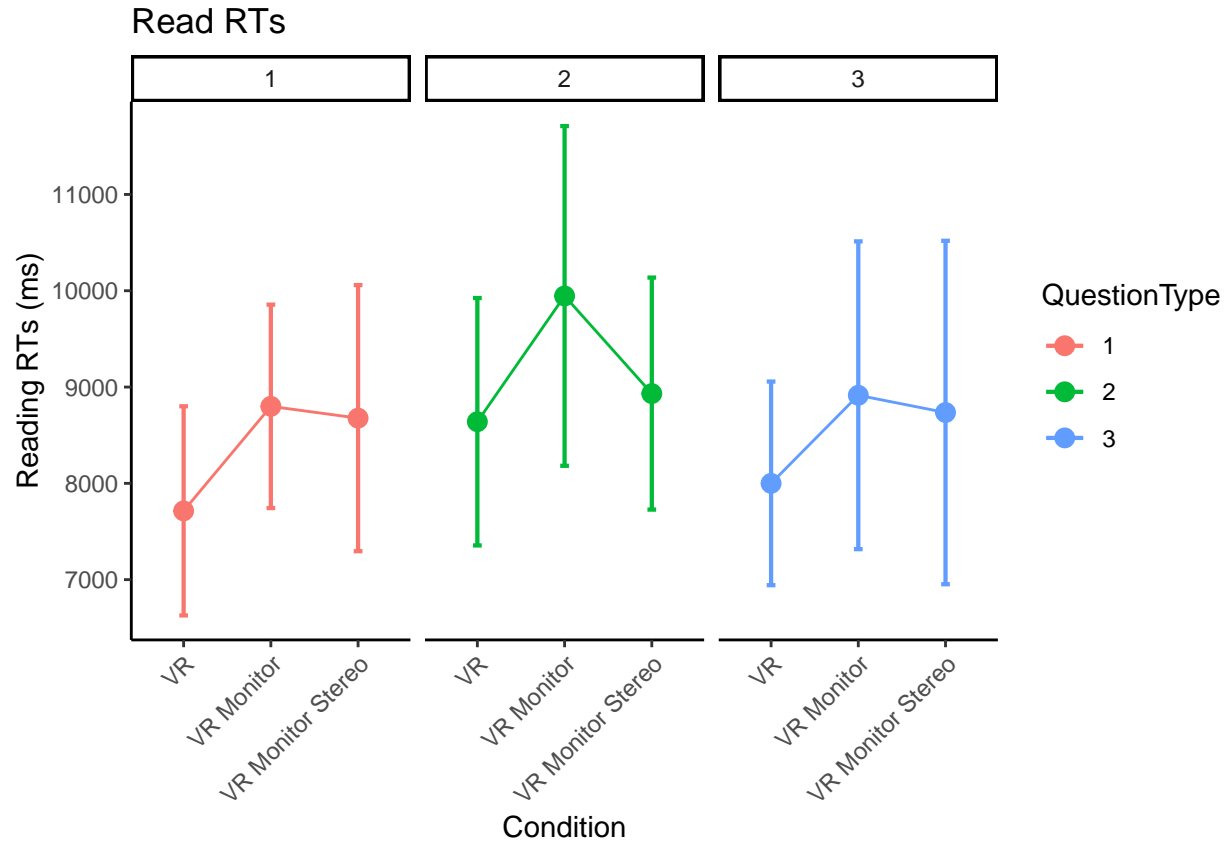 Read RTs
1
2
3
Reading RTs (ms)
11000
10000
9000
8000
7000
VR
VR Monitor
VR Monitor Stereo
VR
VR Monitor
VR Monitor Stereo
VR
VR Monitor
VR Monitor Stereo
Condition
QuestionType
1
2
3